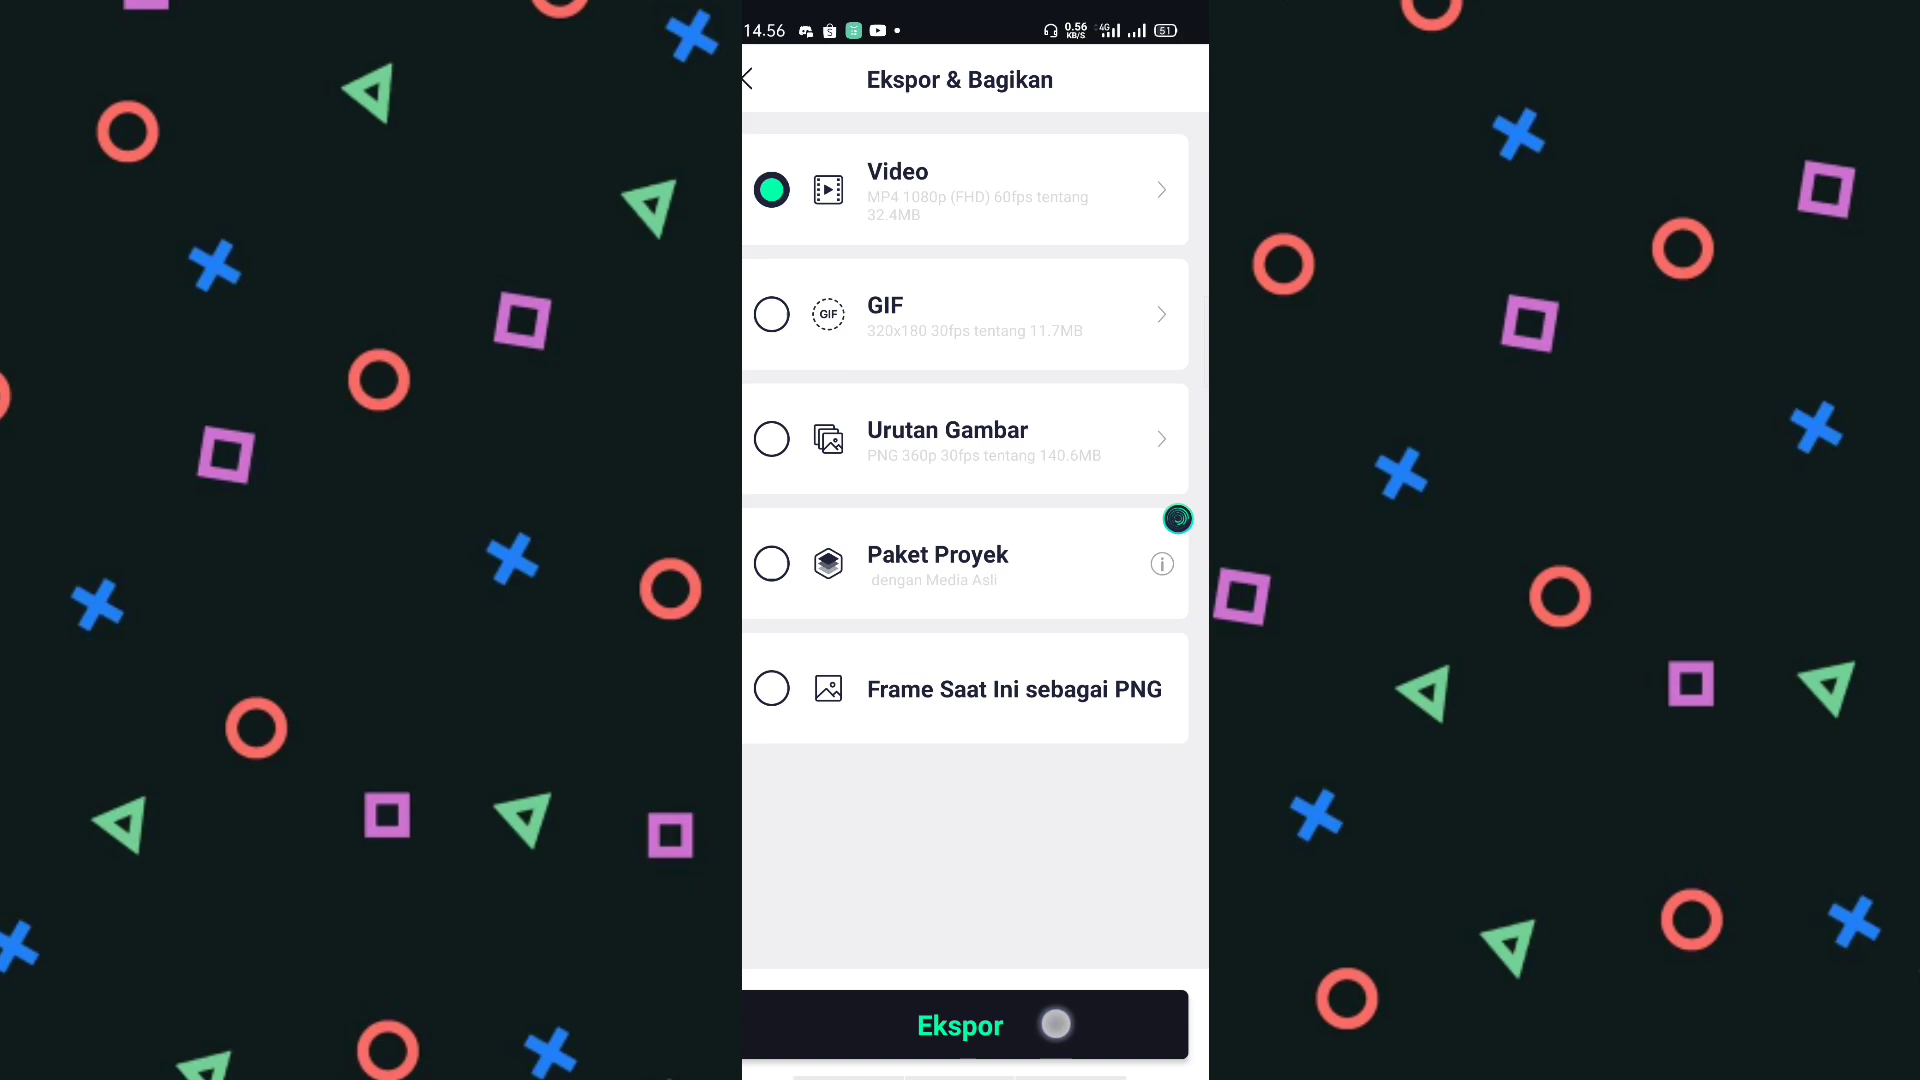 14.56
0.56
KB/S
4G
51
Ekspor & Bagikan
Video
MP4 1080p (FHD) 60fps tentang
32.4MB
GIF
GIF
320x180 30fps tentang 11.7MB
Urutan Gambar
PNG 360p 30fps tentang 140.6MB
Paket Proyek
dengan Media Asli
Frame Saat Ini sebagai PNG
Ekspor